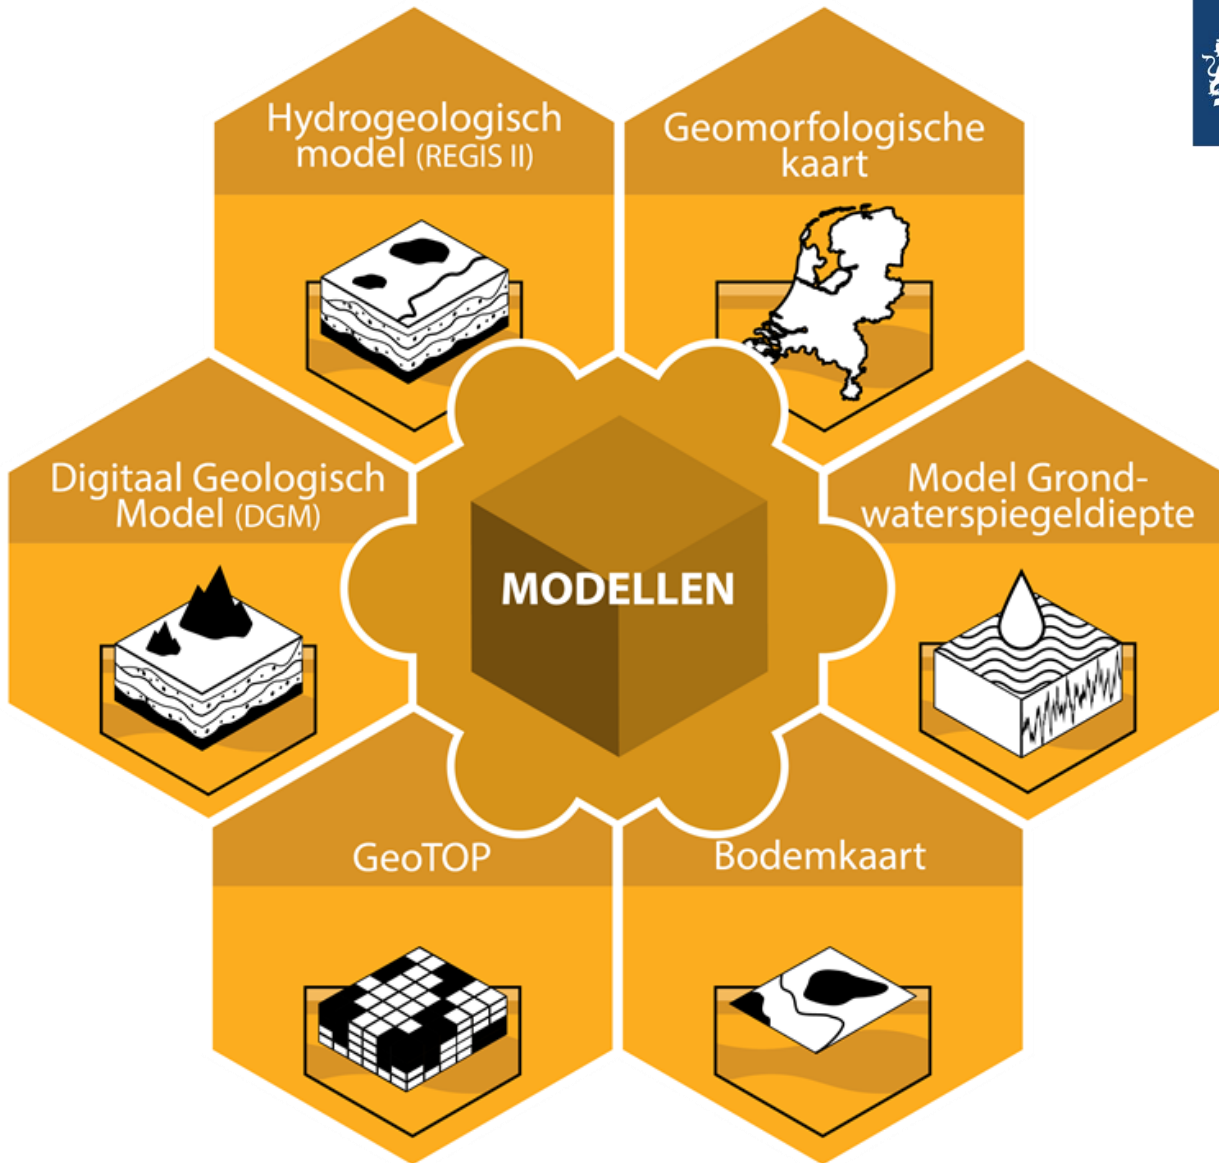 Hydrogeologisch
model (REGIS II)
Geomorfologische
kaart
Digitaal Geologisch
Model (DGM)
Model Grond-
waterspiegeldiepte
MODELLEN
GeoTOP
Bodemkaart